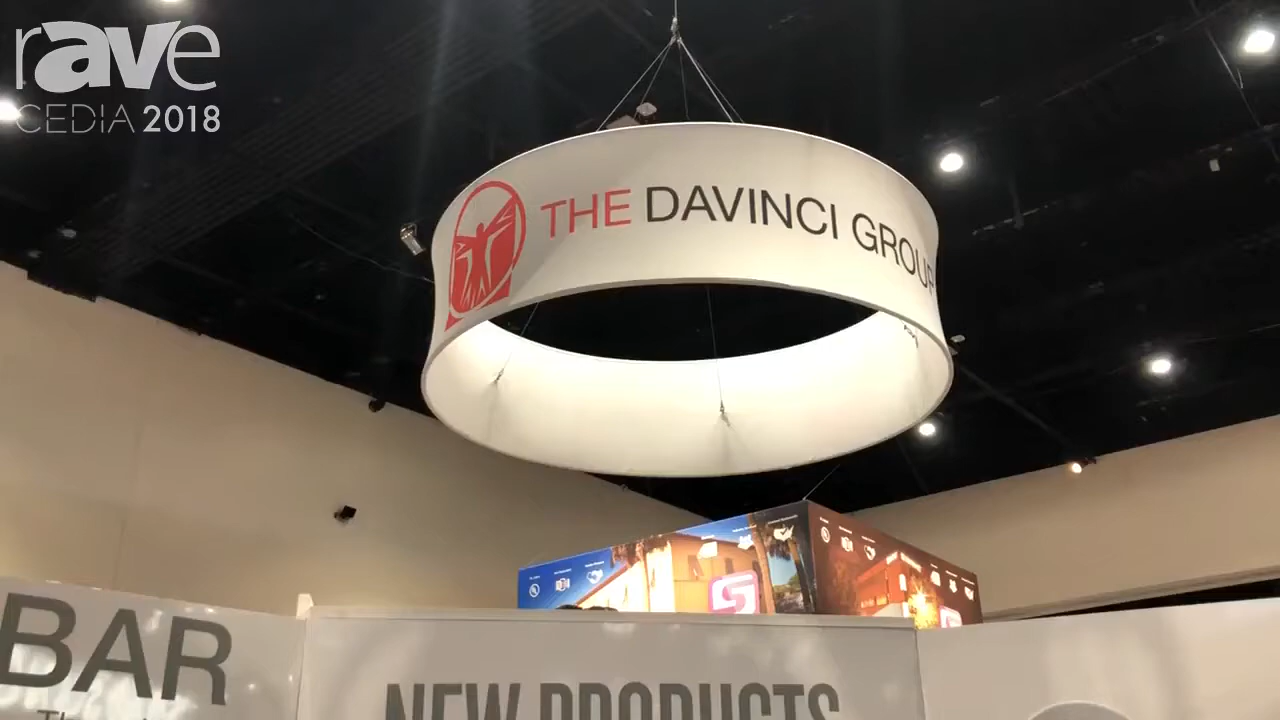 rAVe
CEDIA 2018
THE DAVINCI GROUP
S
BAR
NEW PRODUCTS